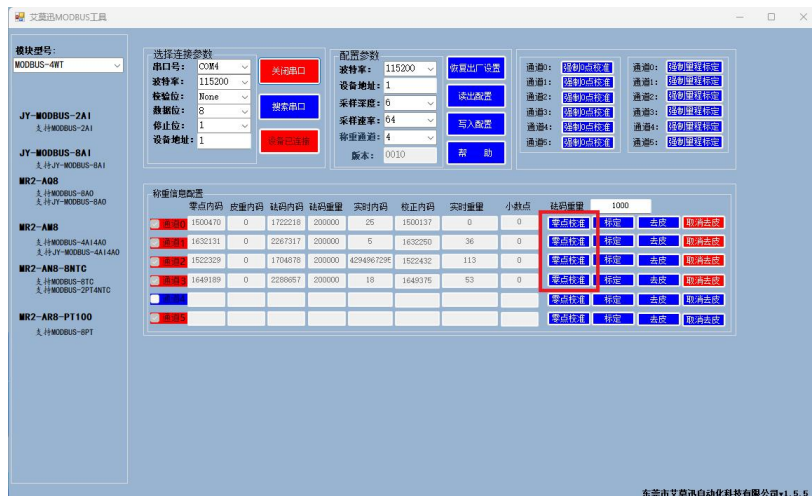 艾莫迅MODBUS工具
模块型号:
MODBUS-4WT
JY-MODBUS-2AI
支持MODBUS-2AI
JY-MODBUS-8AI
支持JY-MODBUS-8AI
MR2-AQ8
支持MODBUS-8AO
支持JY-MODBUS-8AO
MR2-AM8
支持MODBUS-4AI4AO
支持JY-MODBUS-4AI4AO
MR2-AN8-8NTC
支持MODBUS-8TC
支持MODBUS-2PT4NTC
MR2-AR8-PT100
支持MODBUS-8PT
选择连接参数
串口号: COM4
波特率: 115200
校验位: None
数据位: 8
停止位: 1
设备地址: 1
关闭串口
搜索串口
设备已连接
配置参数
波特率: 115200
设备地址: 1
采样深度: 6
采样速率: 64
称重通道: 4
版本: 0010
恢复出厂设置
读出配置
写入配置
帮 助
通道0: 强制0点校准 通道0: 强制量程标定
通道1: 强制0点校准 通道1: 强制量程标定
通道2: 强制0点校准 通道2: 强制量程标定
通道3: 强制0点校准 通道3: 强制量程标定
通道4: 强制0点校准 通道4: 强制量程标定
通道5: 强制0点校准 通道5: 强制量程标定
称重信息配置
零点内码 皮重内码 砝码内码 砝码重量 实时内码 校正内码 实时重量 小数点 砝码重量 1000
通道0 1500470 0 1722218 200000 25 1500137 0 0 零点校准 标定 去皮 取消去皮
通道1 1632131 0 2267317 200000 5 1632250 36 0 零点校准 标定 去皮 取消去皮
通道2 1522329 0 1704878 200000 4294967295 1522432 113 0 零点校准 标定 去皮 取消去皮
通道3 1649189 0 2288657 200000 18 1649375 53 0 零点校准 标定 去皮 取消去皮
通道4 零点校准 标定 去皮 取消去皮
通道5 零点校准 标定 去皮 取消去皮
东莞市艾莫迅自动化科技有限公司v1.5.5